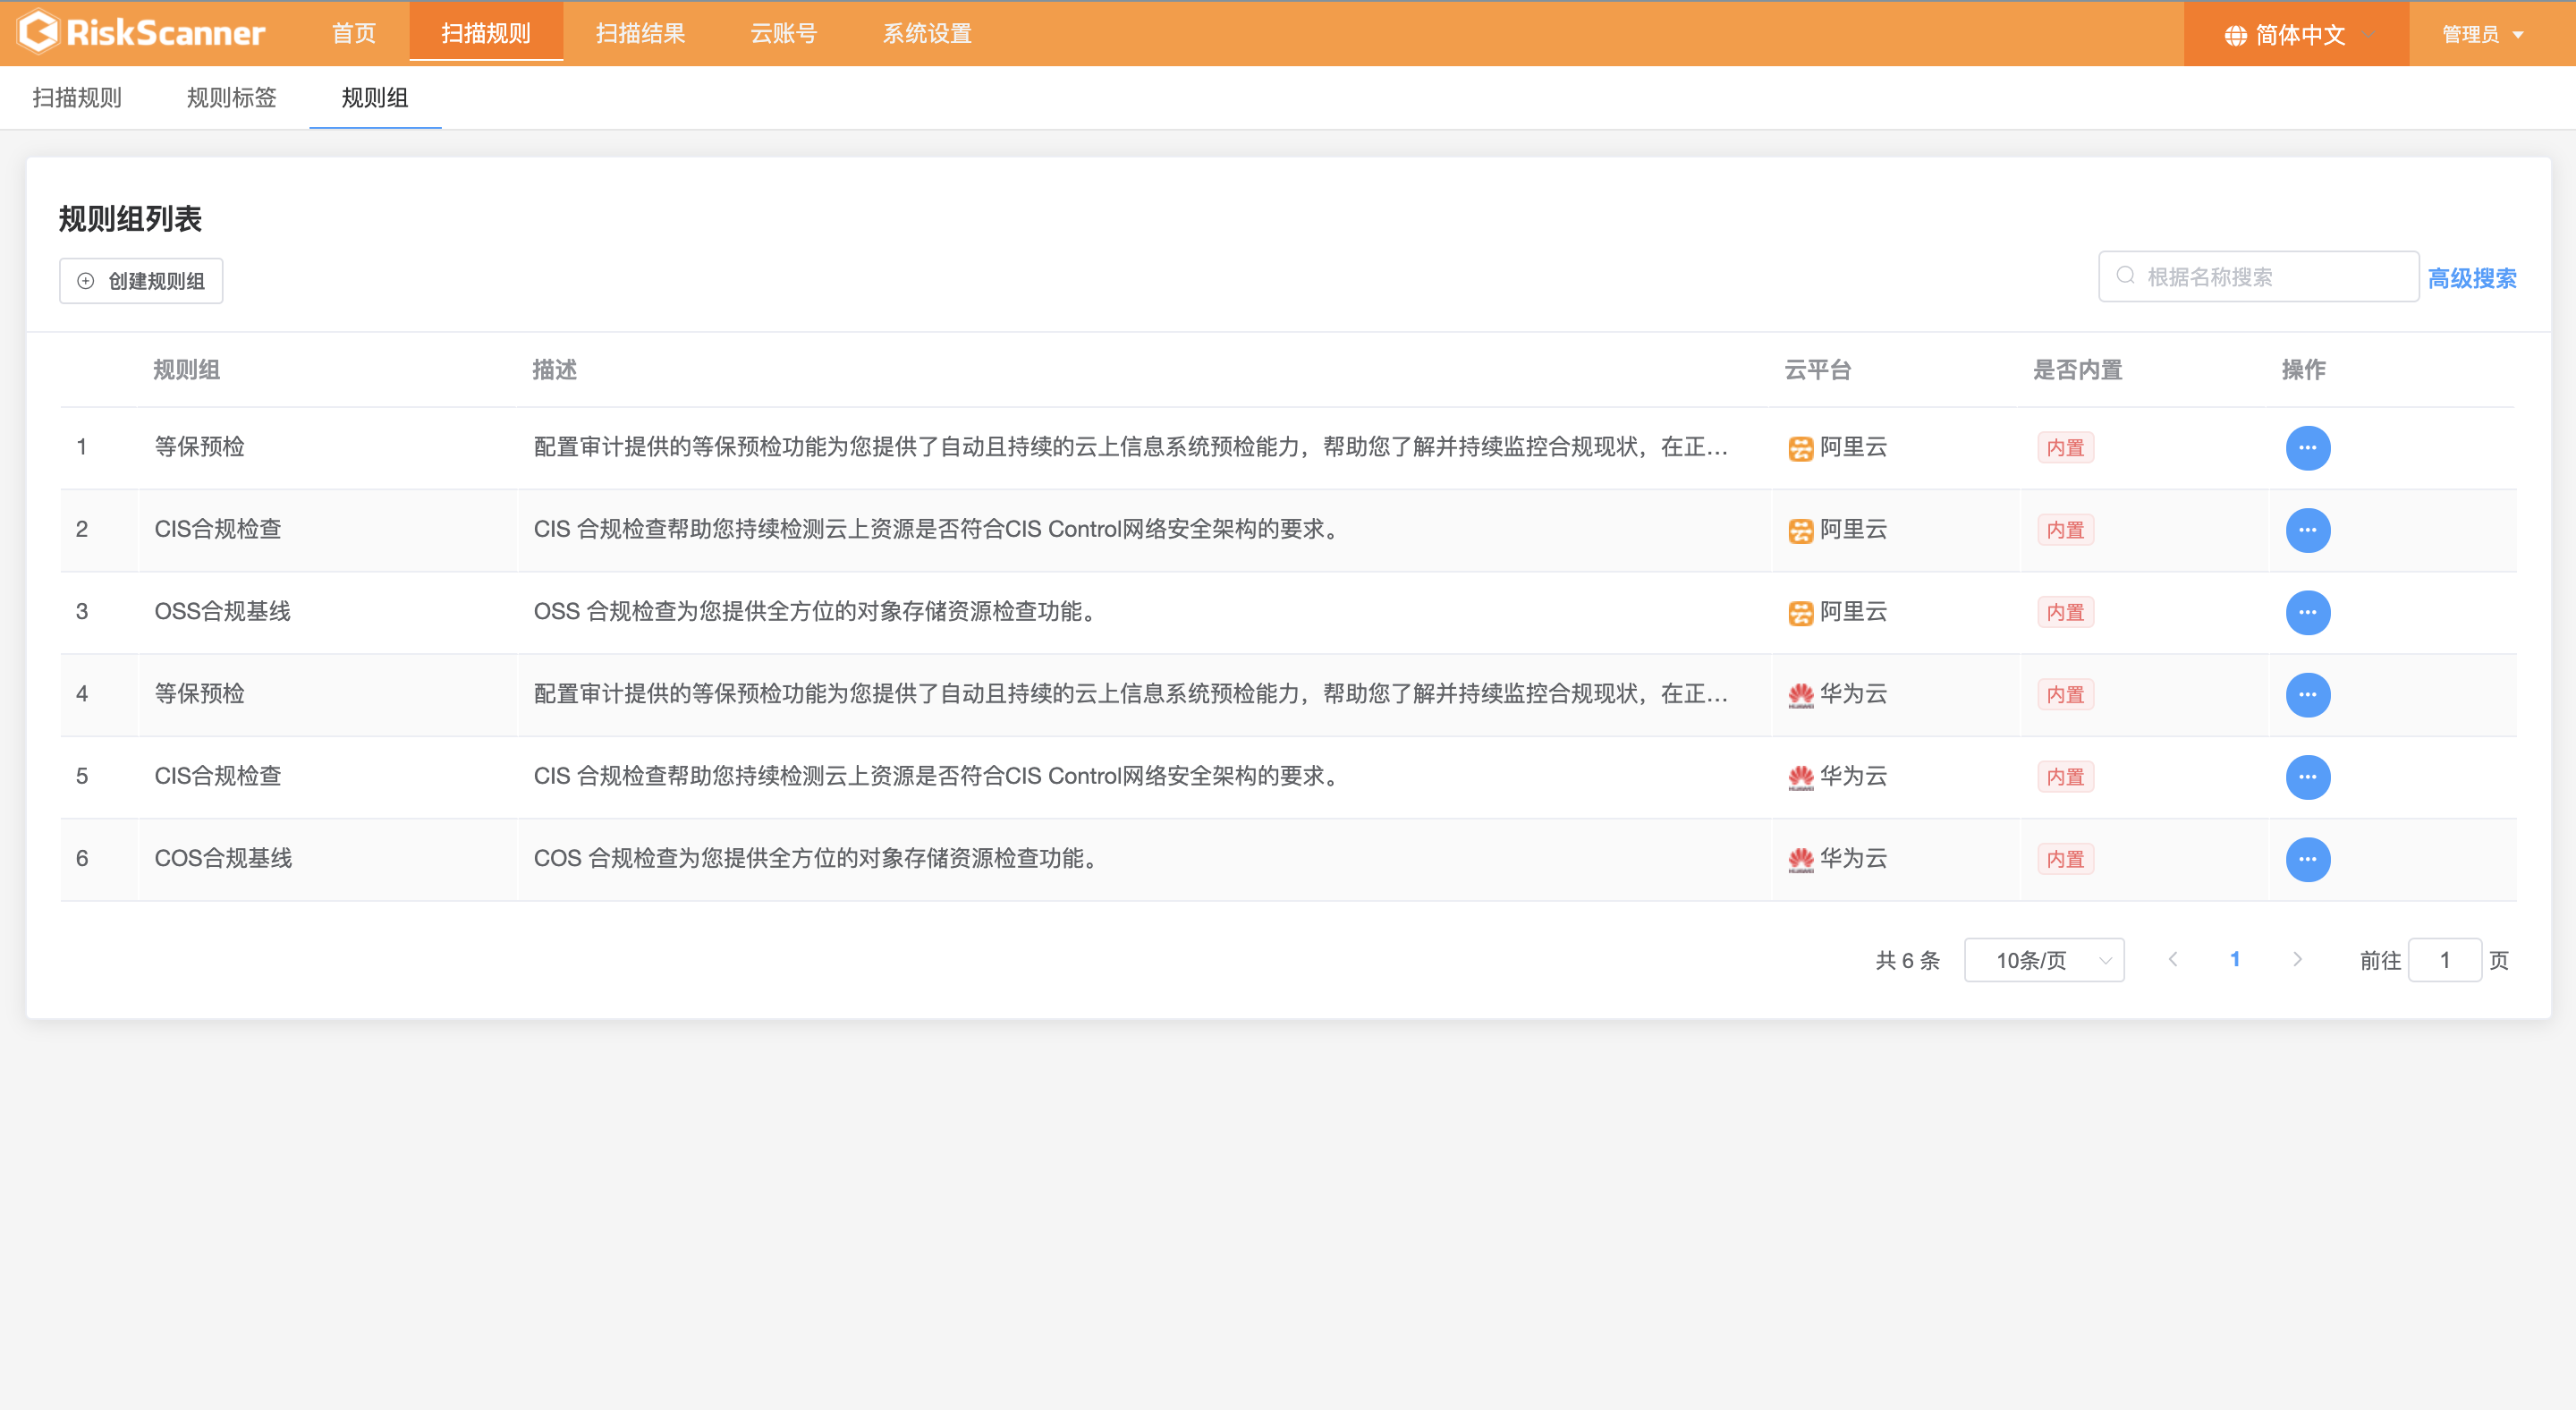 RiskScanner 首页 扫描规则 扫描结果 云账号 系统设置 简体中文 管理员
扫描规则 规则标签 规则组
规则组列表
创建规则组 根据名称搜索 高级搜索
规则组 描述 云平台 是否内置 操作
1 等保预检 配置审计提供的等保预检功能为您提供了自动且持续的云上信息系统预检能力，帮助您了解并持续监控合规现状，在正... 阿里云 内置
2 CIS合规检查 CIS 合规检查帮助您持续检测云上资源是否符合CIS Control网络安全架构的要求。 阿里云 内置
3 OSS合规基线 OSS 合规检查为您提供全方位的对象存储资源检查功能。 阿里云 内置
4 等保预检 配置审计提供的等保预检功能为您提供了自动且持续的云上信息系统预检能力，帮助您了解并持续监控合规现状，在正... HUAWEI 华为云 内置
5 CIS合规检查 CIS 合规检查帮助您持续检测云上资源是否符合CIS Control网络安全架构的要求。 HUAWEI 华为云 内置
6 COS合规基线 COS 合规检查为您提供全方位的对象存储资源检查功能。 HUAWEI 华为云 内置
共 6 条 10条/页 1 前往 1 页